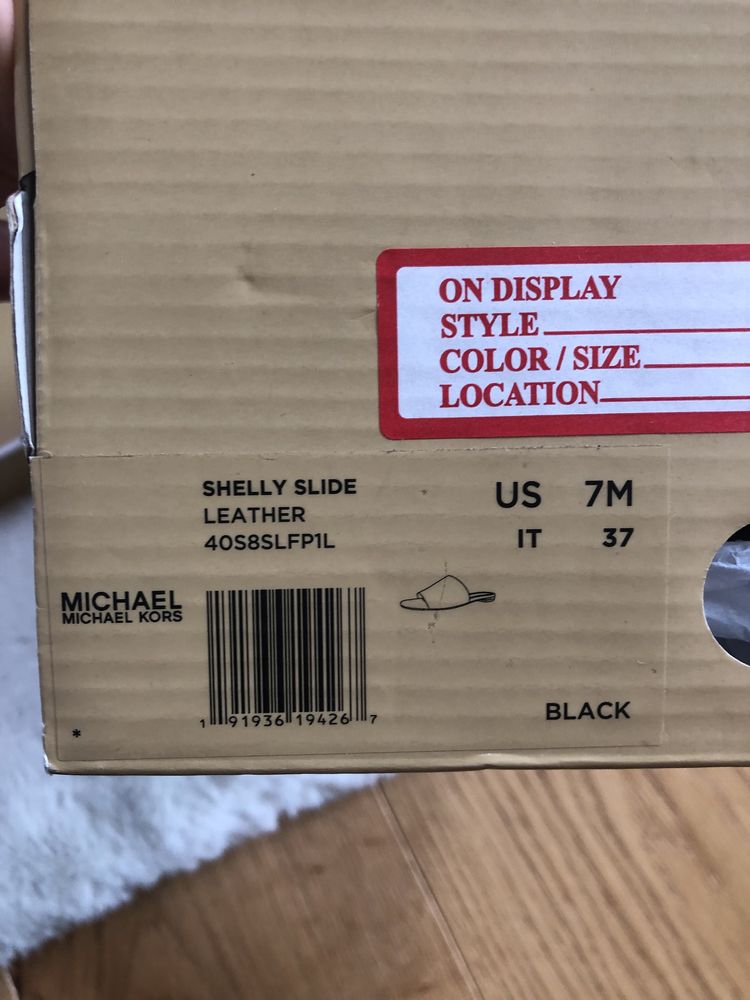 ON DISPLAY
STYLE
COLOR / SIZE
LOCATION
SHELLY SLIDE
LEATHER
40S8SLFP1L
US 7M
IT 37
MICHAEL
MICHAEL KORS
1 91936 19426 7
BLACK
*